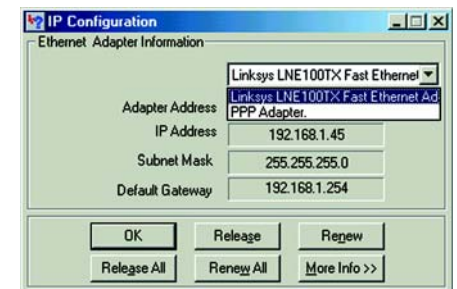 IP Configuration
Ethernet Adapter Information
Linksys LNE100TX Fast Ethernet
Linksys LNE100TX Fast Ethernet Ad
PPP Adapter.
Adapter Address
IP Address 192.168.1.45
Subnet Mask 255.255.255.0
Default Gateway 192.168.1.254
OK Release Renew
Release All Renew All More Info >>